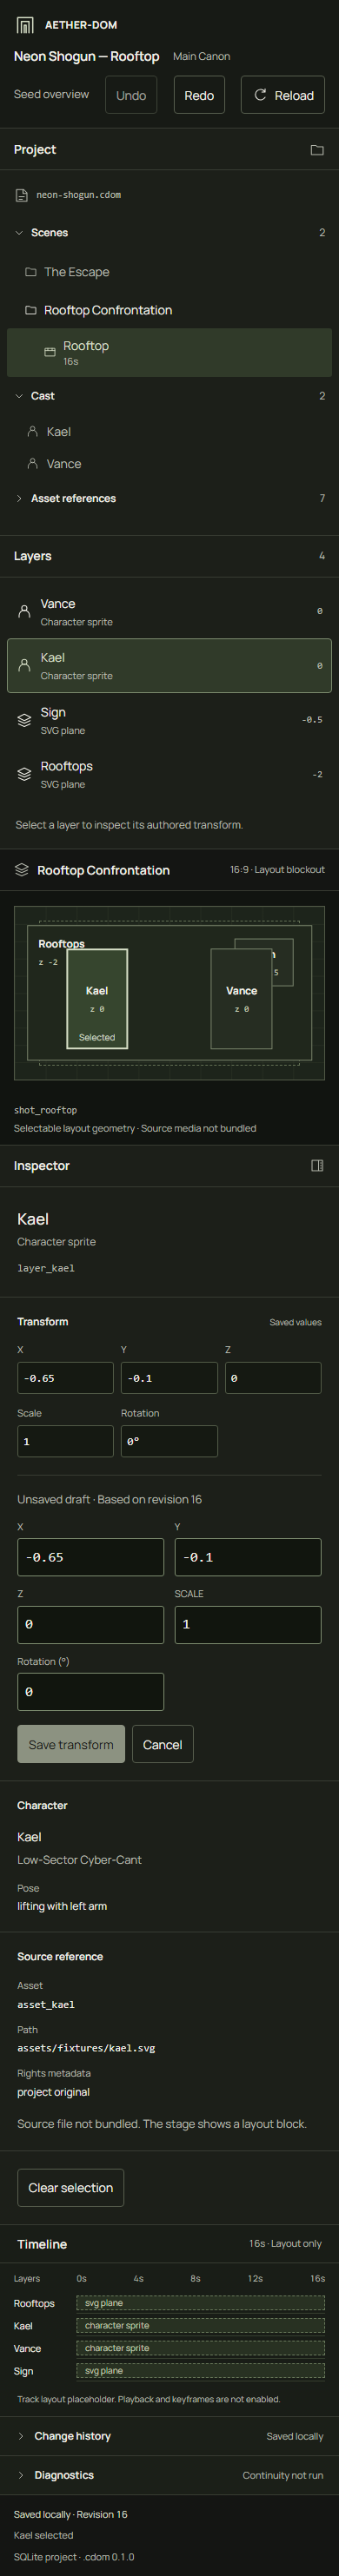 AETHER-DOM
Neon Shogun — Rooftop Main Canon
Seed overview Undo Redo Reload
Project
neon-shogun.cdom
Scenes 2
The Escape
Rooftop Confrontation
Rooftop
16s
Cast 2
Kael
Vance
Asset references 7
Layers 4
Vance
Character sprite 0
Kael
Character sprite 0
Sign
SVG plane -0.5
Rooftops
SVG plane -2
Select a layer to inspect its authored transform.
Rooftop Confrontation 16:9 · Layout blockout
Rooftops
z -2
Kael
z 0
Selected
Vance
z 0
n
5
shot_rooftop
Selectable layout geometry · Source media not bundled
Inspector
Kael
Character sprite
layer_kael
Transform Saved values
X Y Z
-0.65 -0.1 0
Scale Rotation
1 0°
Unsaved draft · Based on revision 16
X Y
-0.65 -0.1
Z SCALE
0 1
Rotation (°)
0
Save transform Cancel
Character
Kael
Low-Sector Cyber-Cant
Pose
lifting with left arm
Source reference
Asset
asset_kael
Path
assets/fixtures/kael.svg
Rights metadata
project original
Source file not bundled. The stage shows a layout block.
Clear selection
Timeline 16s · Layout only
Layers 0s 4s 8s 12s 16s
Rooftops svg plane
Kael character sprite
Vance character sprite
Sign svg plane
Track layout placeholder. Playback and keyframes are not enabled.
Change history Saved locally
Diagnostics Continuity not run
Saved locally · Revision 16
Kael selected
SQLite project · .cdom 0.1.0